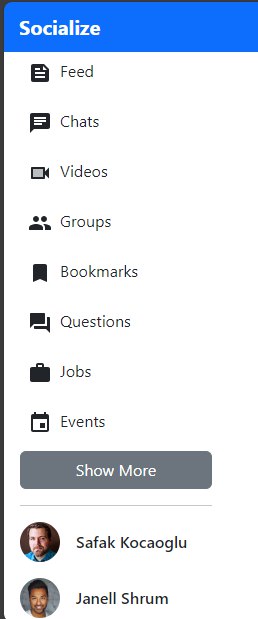 Socialize
Feed
Chats
Videos
Groups
Bookmarks
Questions
Jobs
Events
Show More
Safak Kocaoglu
Janell Shrum